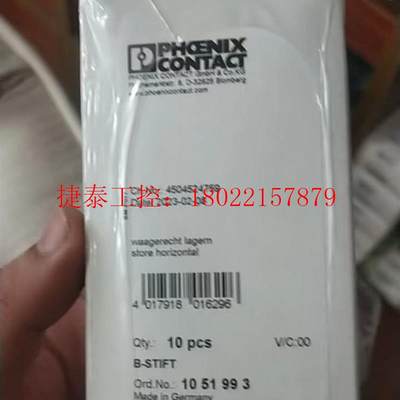 PHOENIX
CONTACT
PHOENIX CONTACT GmbH & Co.KG
8, D-32825 Blomberg
www.phoenixcontact.com
4504524759
捷泰工控: 18022157879
waagerecht lagern
store horizontal
4 017918 016296
Qty.: 10 pcs V/C:00
B-STIFT
Ord.No.: 10 51 99 3
Made in Germany